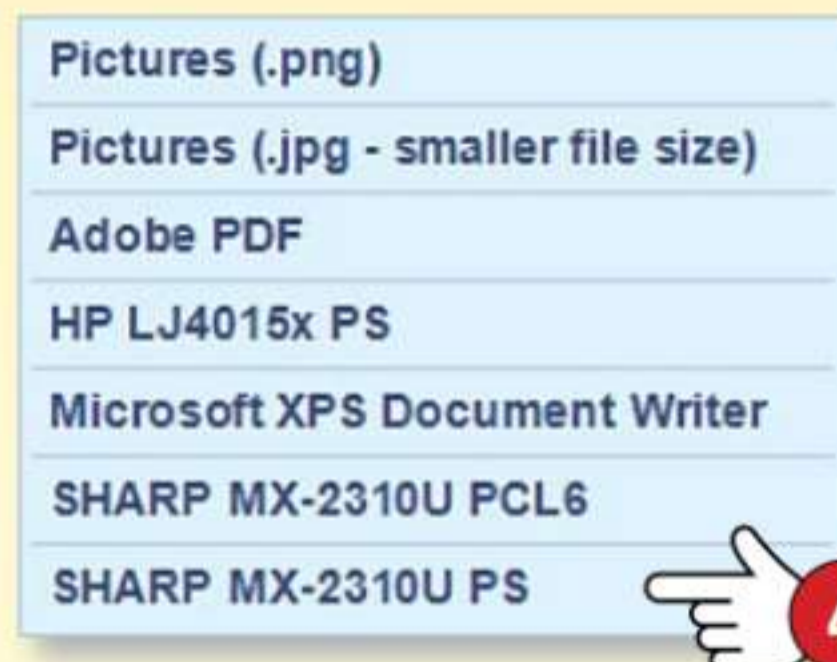 Pictures (.png)
Pictures (.jpg - smaller file size)
Adobe PDF
HP LJ4015x PS
Microsoft XPS Document Writer
SHARP MX-2310U PCL6
SHARP MX-2310U PS